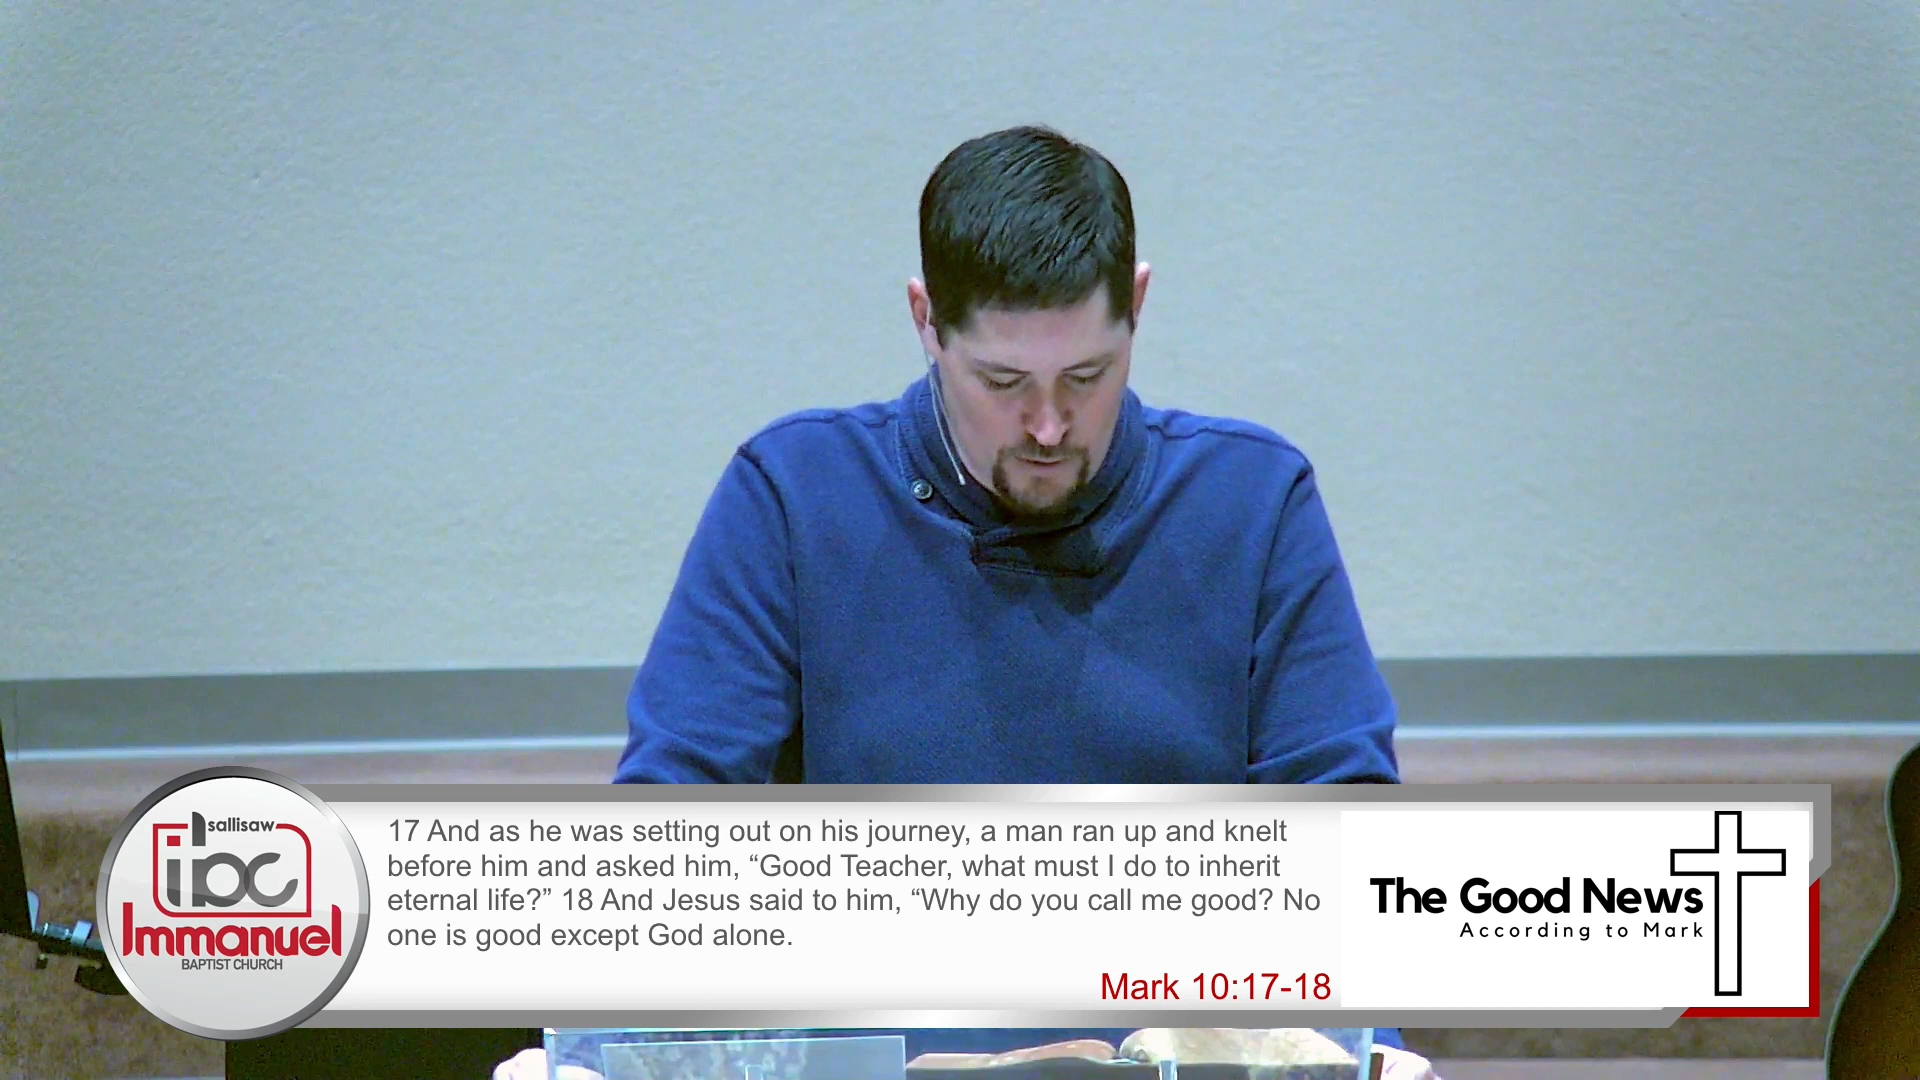 sallisaw
ibc
Immanuel
BAPTIST CHURCH
17 And as he was setting out on his journey, a man ran up and knelt
before him and asked him, “Good Teacher, what must I do to inherit
eternal life?” 18 And Jesus said to him, “Why do you call me good? No
one is good except God alone.
Mark 10:17-18
The Good News
According to Mark